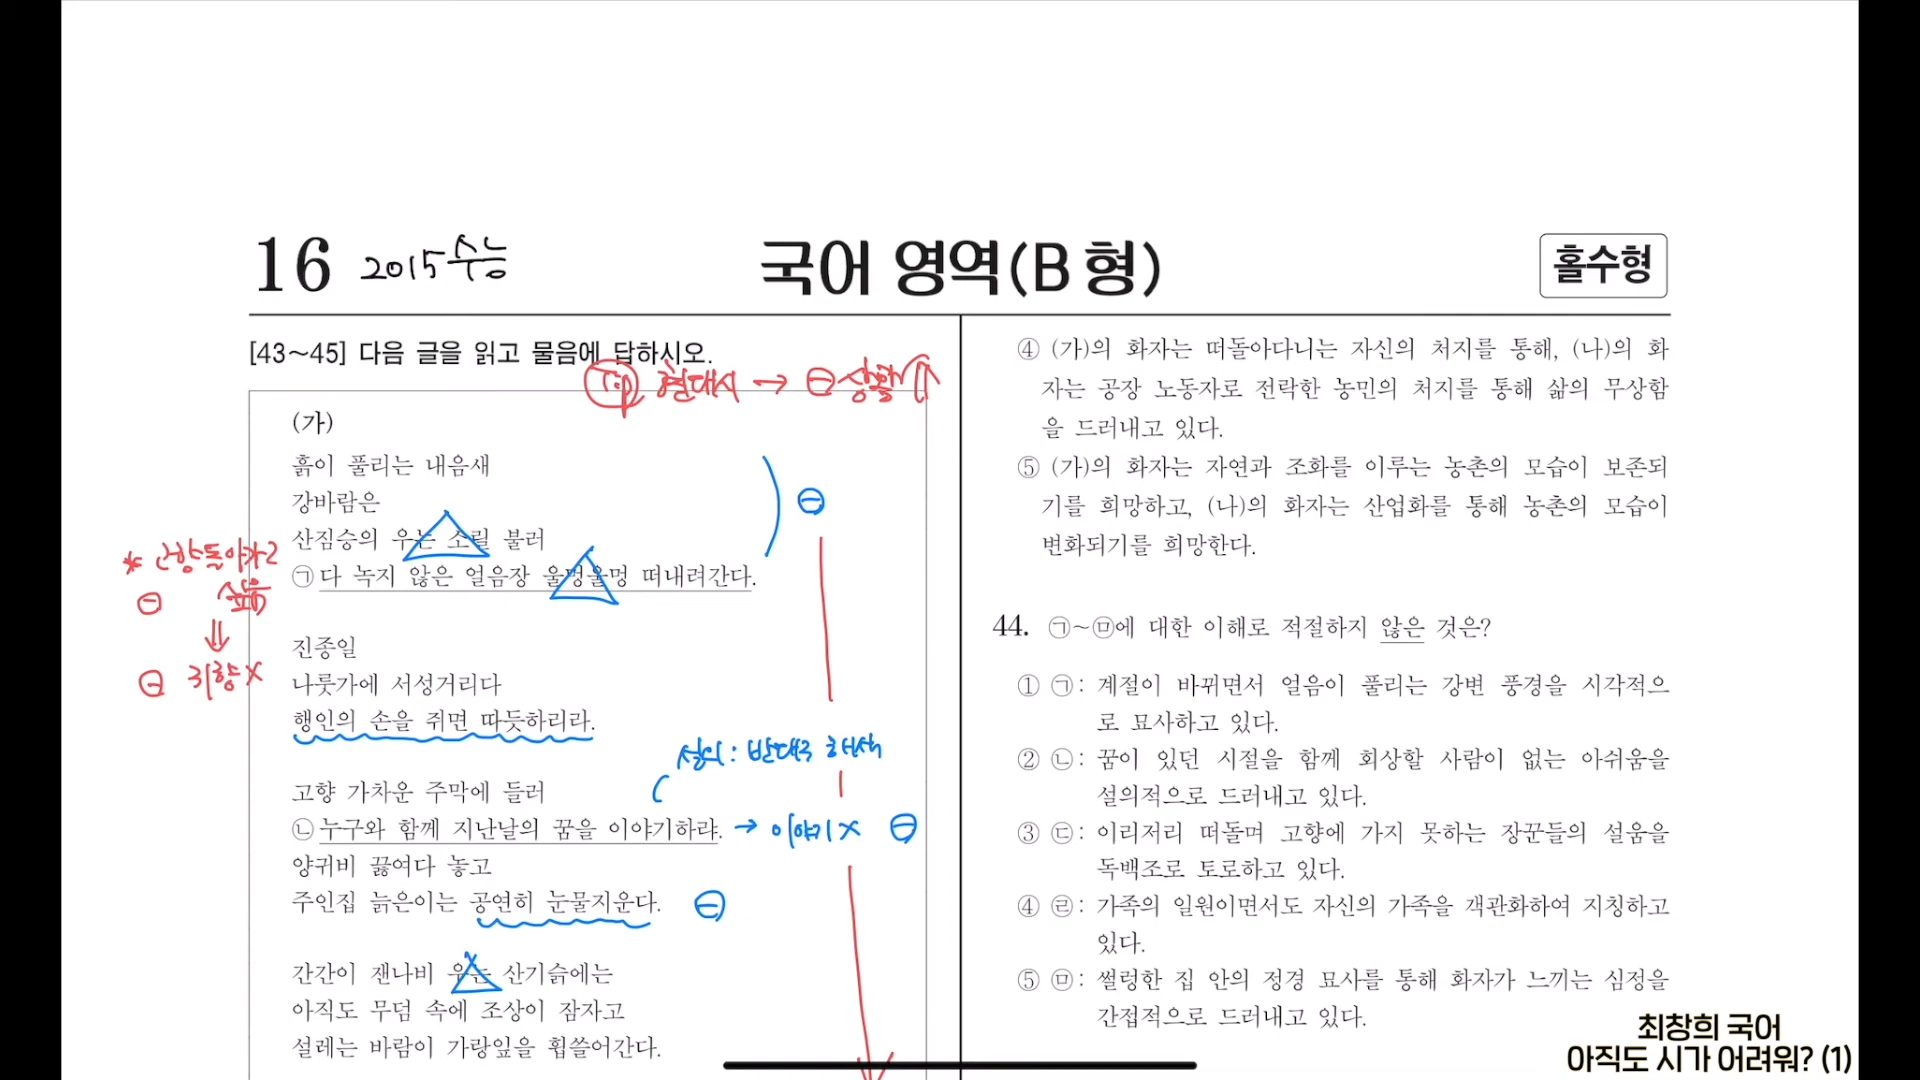 16 2015 수능
국어 영역(B 형)
홀수형
[43~45] 다음 글을 읽고 물음에 답하시오.
Tip 현대시 → ⊖ 상황 ↑
(가)
흙이 풀리는 내음새
강바람은
산짐승의 우는 소릴 불러
㉠ 다 녹지 않은 얼음장 울멍울멍 떠내려간다.
⊖
* 고향돌아가고
⊖ 싶음
⇓
⊖ 귀향 X
진종일
나룻가에 서성거리다
행인의 손을 쥐면 따듯하리라.
설의 : 반대로 해석
고향 가차운 주막에 들러
㉡ 누구와 함께 지난날의 꿈을 이야기하랴. → 이야기 X ⊖
양귀비 끓여다 놓고
주인집 늙은이는 공연히 눈물지운다. ⊖
간간이 잰나비 우는 산기슭에는
아직도 무덤 속에 조상이 잠자고
설레는 바람이 가랑잎을 휩쓸어간다.
④ (가)의 화자는 떠돌아다니는 자신의 처지를 통해, (나)의 화
자는 공장 노동자로 전락한 농민의 처지를 통해 삶의 무상함
을 드러내고 있다.
⑤ (가)의 화자는 자연과 조화를 이루는 농촌의 모습이 보존되
기를 희망하고, (나)의 화자는 산업화를 통해 농촌의 모습이
변화되기를 희망한다.
44. ㉠~㉤에 대한 이해로 적절하지 않은 것은?
① ㉠: 계절이 바뀌면서 얼음이 풀리는 강변 풍경을 시각적으
로 묘사하고 있다.
② ㉡: 꿈이 있던 시절을 함께 회상할 사람이 없는 아쉬움을
설의적으로 드러내고 있다.
③ ㉢: 이리저리 떠돌며 고향에 가지 못하는 장꾼들의 설움을
독백조로 토로하고 있다.
④ ㉣: 가족의 일원이면서도 자신의 가족을 객관화하여 지칭하고
있다.
⑤ ㉤: 썰렁한 집 안의 정경 묘사를 통해 화자가 느끼는 심정을
간접적으로 드러내고 있다.
최창희 국어
아직도 시가 어려워? (1)